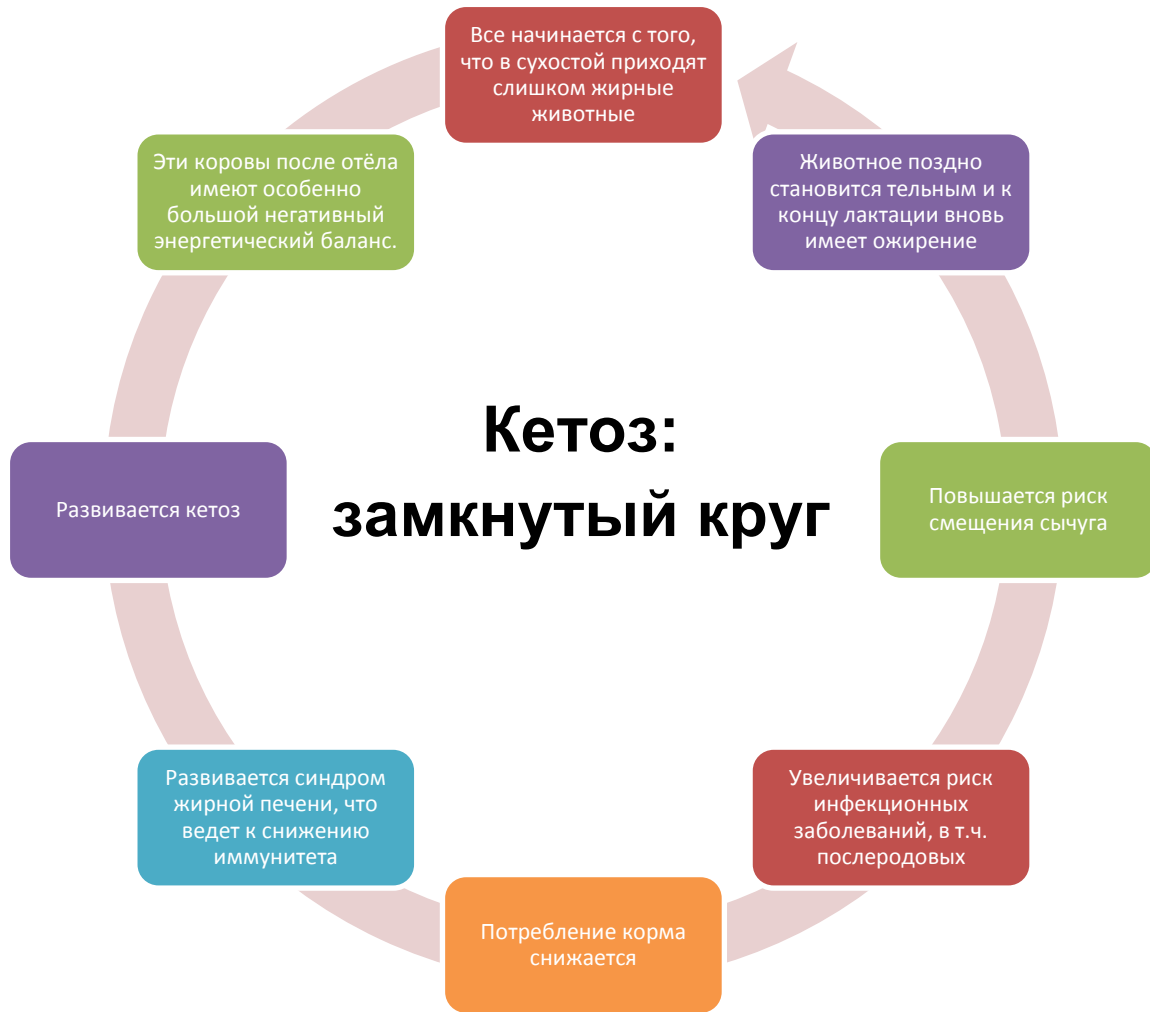 Все начинается с того,
что в сухостой приходят
слишком жирные
животные
Эти коровы после отёла
имеют особенно
большой негативный
энергетический баланс.
Развивается кетоз
Развивается синдром
жирной печени, что
ведет к снижению
иммунитета
Потребление корма
снижается
Увеличивается риск
инфекционных
заболеваний, в т.ч.
послеродовых
Повышается риск
смещения сычуга
Животное поздно
становится тельным и к
концу лактации вновь
имеет ожирение
Кетоз:
замкнутый круг